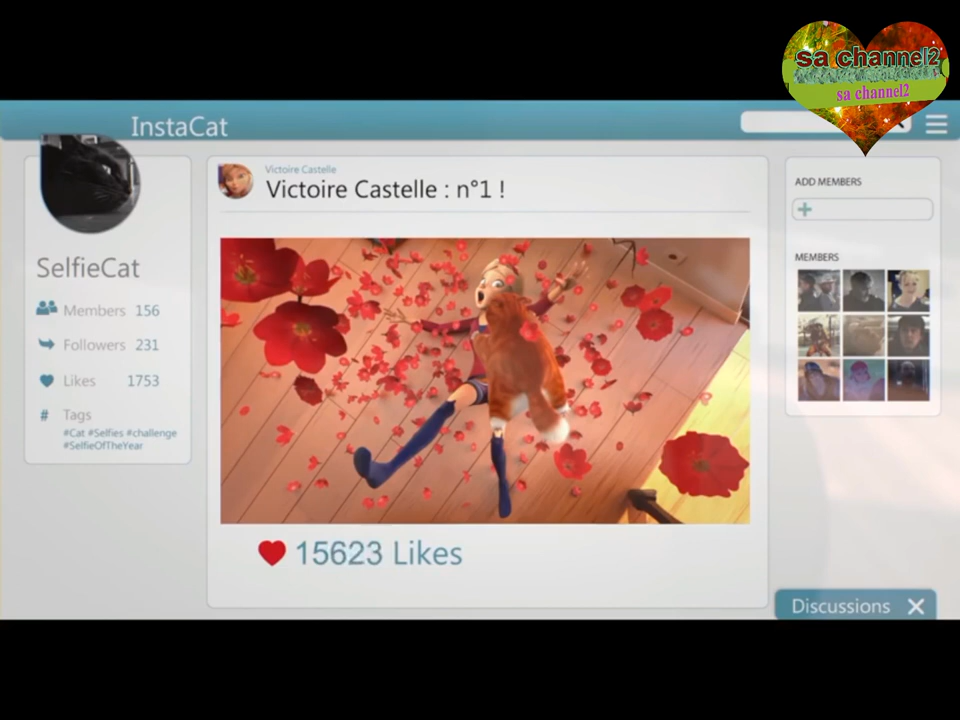 sa channel2
sa channel2
InstaCat
SelfieCat
Members 156
Followers 231
Likes 1753
# Tags
#Cat #Selfies #challenge
#SelfieOfTheYear
Victoire Castelle
Victoire Castelle : n°1 !
15623 Likes
ADD MEMBERS
+
MEMBERS
Discussions X